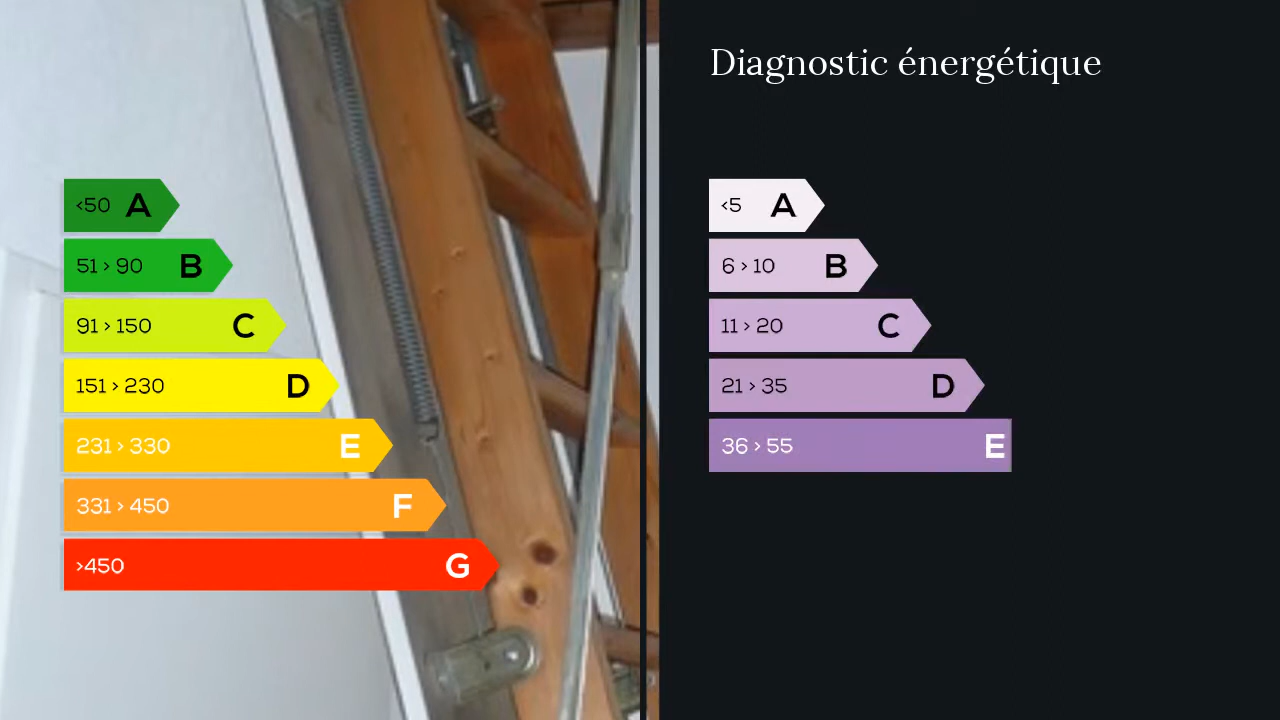 Diagnostic énergétique
<50 A
51 > 90 B
91 > 150 C
151 > 230 D
231 > 330 E
331 > 450 F
>450 G
<5 A
6 > 10 B
11 > 20 C
21 > 35 D
36 > 55 E